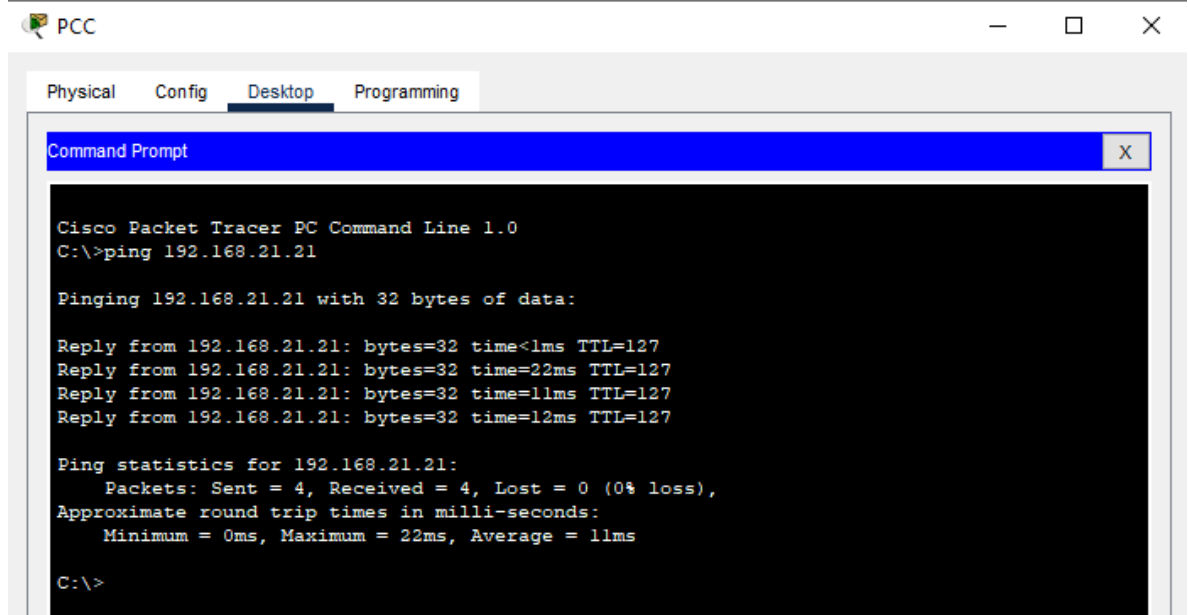 PCC
Physical Config Desktop Programming
Command Prompt X
Cisco Packet Tracer PC Command Line 1.0
C:\>ping 192.168.21.21
Pinging 192.168.21.21 with 32 bytes of data:
Reply from 192.168.21.21: bytes=32 time<1ms TTL=127
Reply from 192.168.21.21: bytes=32 time=22ms TTL=127
Reply from 192.168.21.21: bytes=32 time=11ms TTL=127
Reply from 192.168.21.21: bytes=32 time=12ms TTL=127
Ping statistics for 192.168.21.21:
Packets: Sent = 4, Received = 4, Lost = 0 (0% loss),
Approximate round trip times in milli-seconds:
Minimum = 0ms, Maximum = 22ms, Average = 11ms
C:\>